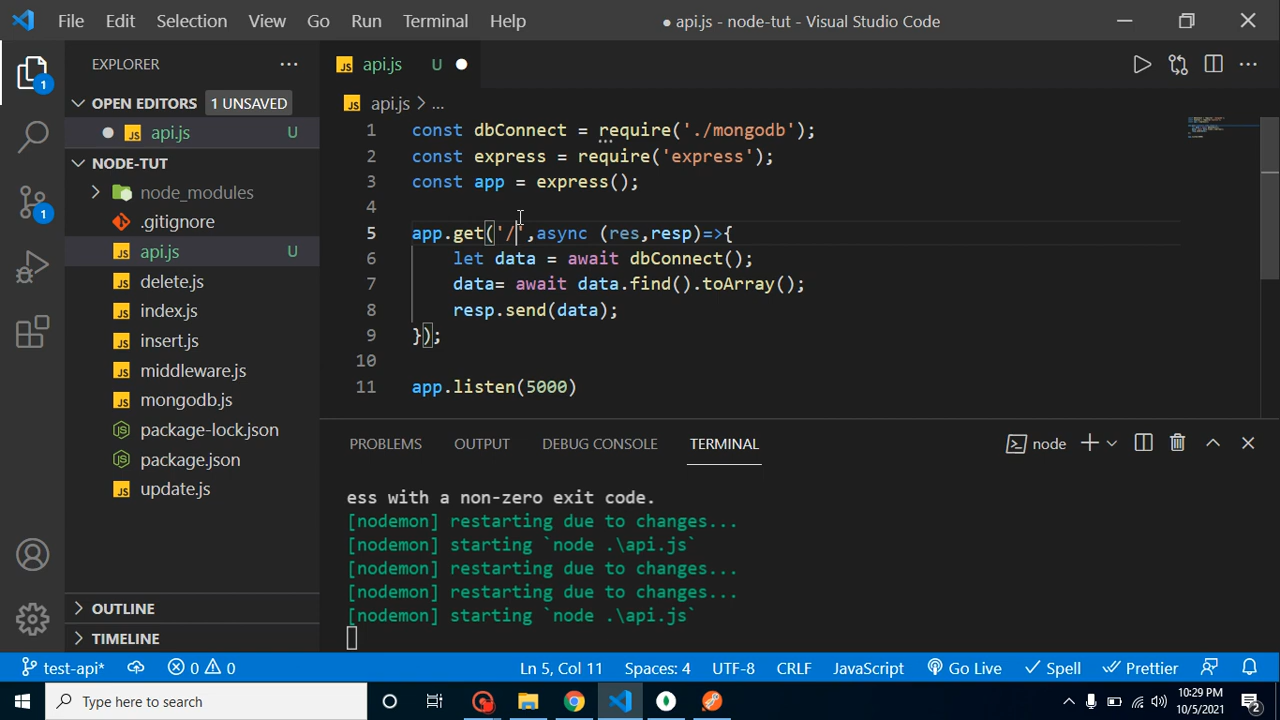 File Edit Selection View Go Run Terminal Help ● api.js - node-tut - Visual Studio Code
EXPLORER
api.js U
OPEN EDITORS 1 UNSAVED
api.js > ...
api.js U
NODE-TUT
node_modules
.gitignore
api.js U
delete.js
index.js
insert.js
middleware.js
mongodb.js
package-lock.json
package.json
update.js
OUTLINE
TIMELINE
1
1
1 const dbConnect = require('./mongodb');
2 const express = require('express');
3 const app = express();
4
5 app.get('/',async (res,resp)=>{
6 let data = await dbConnect();
7 data= await data.find().toArray();
8 resp.send(data);
9 });
10
11 app.listen(5000)
PROBLEMS OUTPUT DEBUG CONSOLE TERMINAL node
ess with a non-zero exit code.
[nodemon] restarting due to changes...
[nodemon] starting `node .\api.js`
[nodemon] restarting due to changes...
[nodemon] restarting due to changes...
[nodemon] starting `node .\api.js`
test-api* 0 0 Ln 5, Col 11 Spaces: 4 UTF-8 CRLF JavaScript Go Live Spell Prettier
Type here to search
10:29 PM
10/5/2021
2